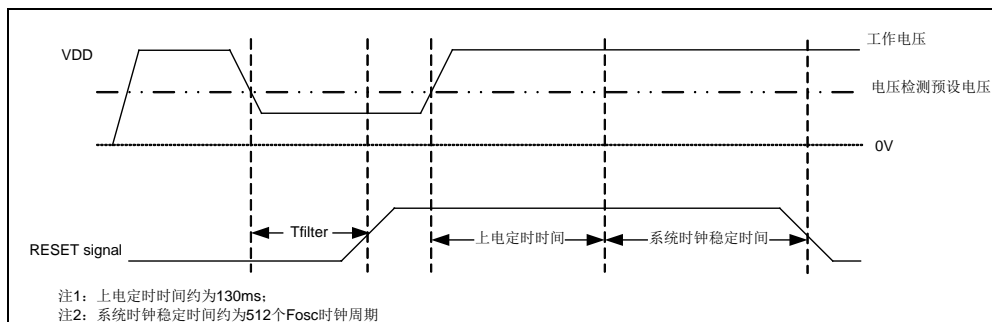 VDD
工作电压
电压检测预设电压
0V
Tfilter
上电定时时间
系统时钟稳定时间
RESET signal
注1：上电定时时间约为130ms；
注2：系统时钟稳定时间约为512个Fosc时钟周期